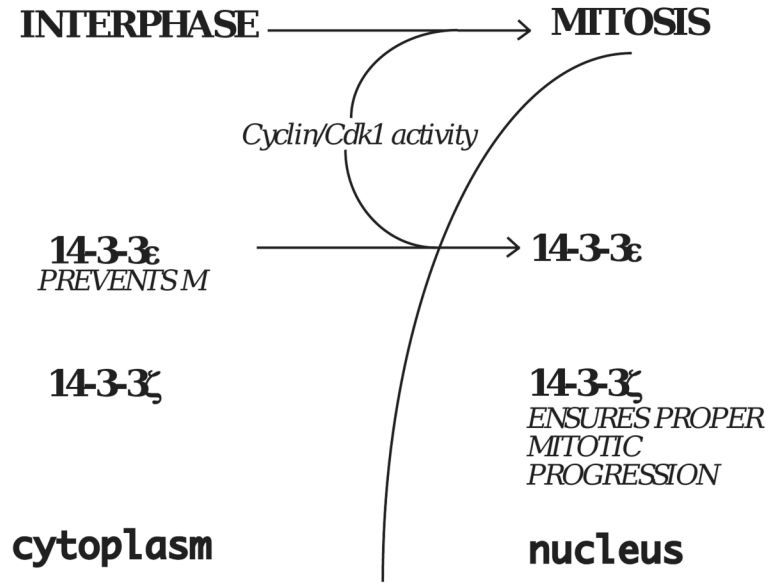 INTERPHASE MITOSIS
Cyclin/Cdk1 activity
14-3-3ε 14-3-3ε
PREVENTS M
14-3-3ζ 14-3-3ζ
ENSURES PROPER
MITOTIC
PROGRESSION
cytoplasm nucleus